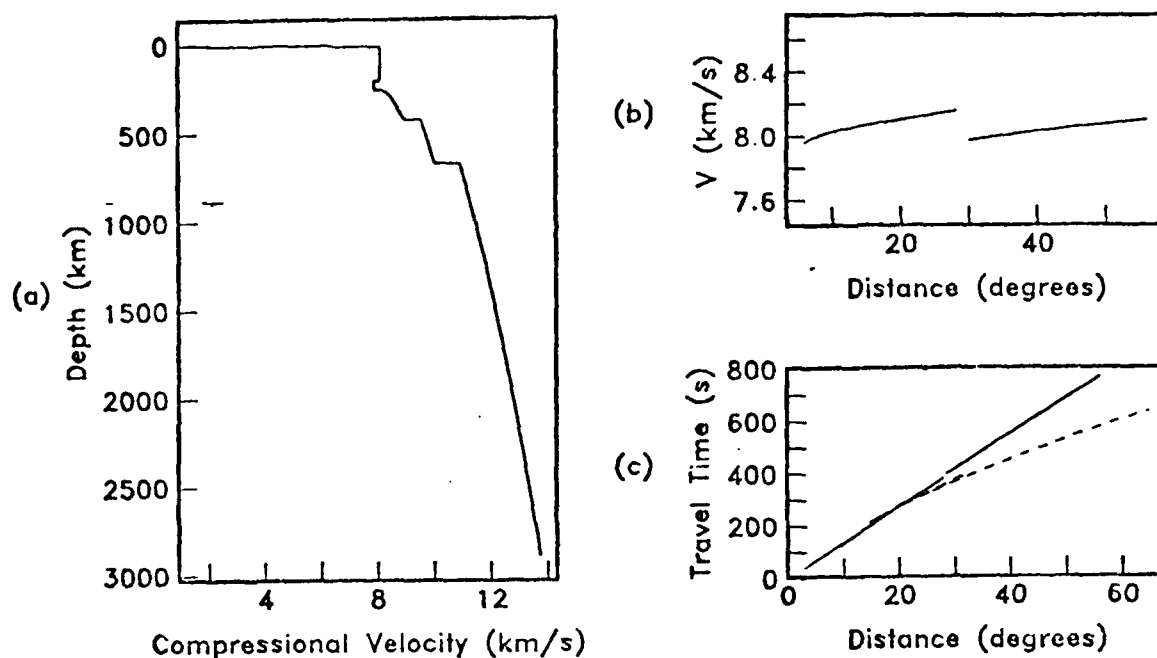 (a)
Depth (km)
0
500
1000
1500
2000
2500
3000
4
8
12
Compressional Velocity (km/s)
(b)
V (km/s)
8.4
8.0
7.6
20
40
Distance (degrees)
(c)
Travel Time (s)
800
600
400
200
0
0
20
40
60
Distance (degrees)